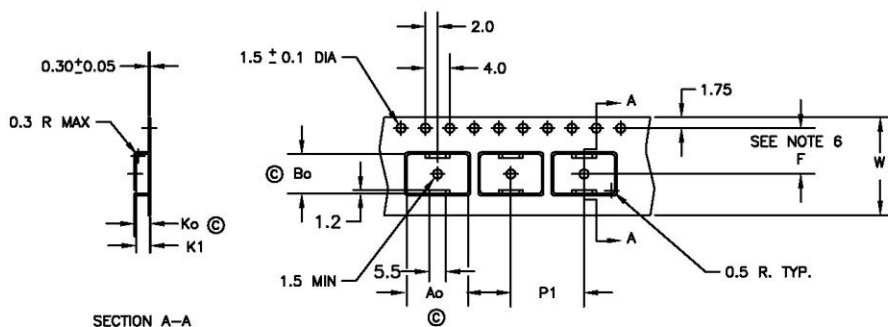 2.0
1.5 ± 0.1 DIA
0.30±0.05
4.0
A
1.75
0.3 R MAX
SEE NOTE 6
F
W
Ⓒ Bo
1.2
Ko Ⓒ
K1
A
5.5
1.5 MIN
0.5 R. TYP.
Ao
P1
Ⓒ
SECTION A-A